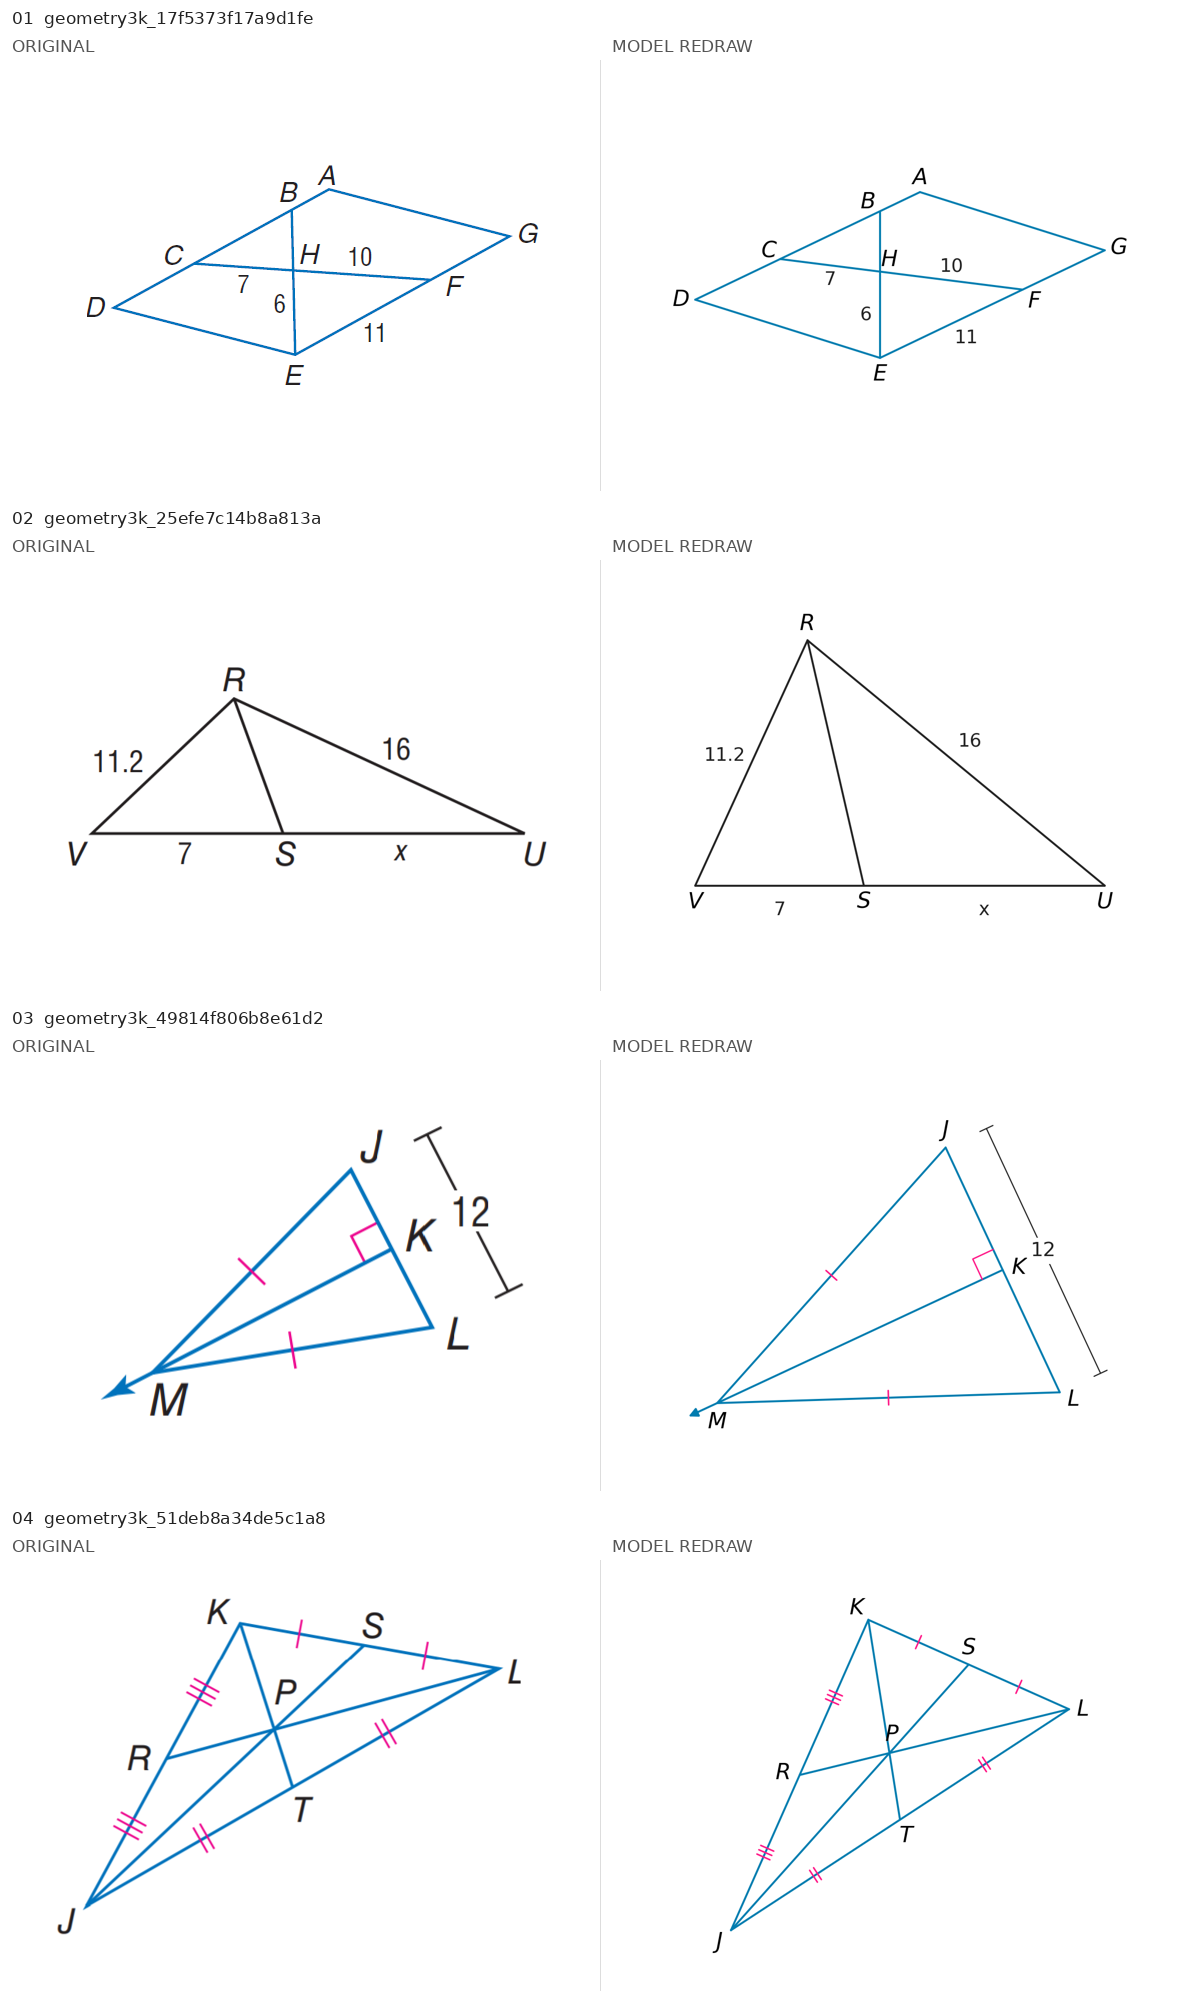 01 geometry3k_17f5373f17a9d1fe
ORIGINAL
MODEL REDRAW
A
B
G
C
H
10
7
F
D
6
11
E
A
B
G
C
H
10
7
D
F
6
11
E
02 geometry3k_25efe7c14b8a813a
ORIGINAL
MODEL REDRAW
R
11.2
16
V
7
S
x
U
R
11.2
16
V
7
S
x
U
03 geometry3k_49814f806b8e61d2
ORIGINAL
MODEL REDRAW
J
12
K
L
M
J
12
K
L
M
04 geometry3k_51deb8a34de5c1a8
ORIGINAL
MODEL REDRAW
K
S
L
P
R
T
J
K
S
L
P
R
T
J